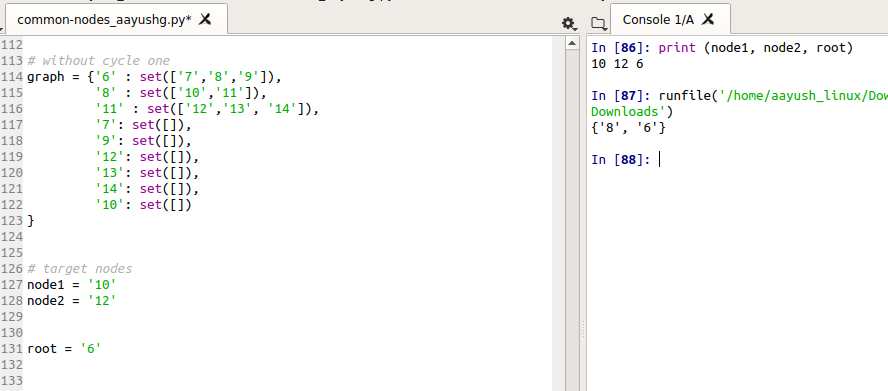 common-nodes_aayushg.py*
112
113 # without cycle one
114 graph = {'6' : set(['7','8','9']),
115 '8' : set(['10','11']),
116 '11' : set(['12','13', '14']),
117 '7': set([]),
118 '9': set([]),
119 '12': set([]),
120 '13': set([]),
121 '14': set([]),
122 '10': set([])
123 }
124
125
126 # target nodes
127 node1 = '10'
128 node2 = '12'
129
130
131 root = '6'
132
133
Console 1/A
In [86]: print (node1, node2, root)
10 12 6
In [87]: runfile('/home/aayush_linux/Dow
Downloads')
{'8', '6'}
In [88]: